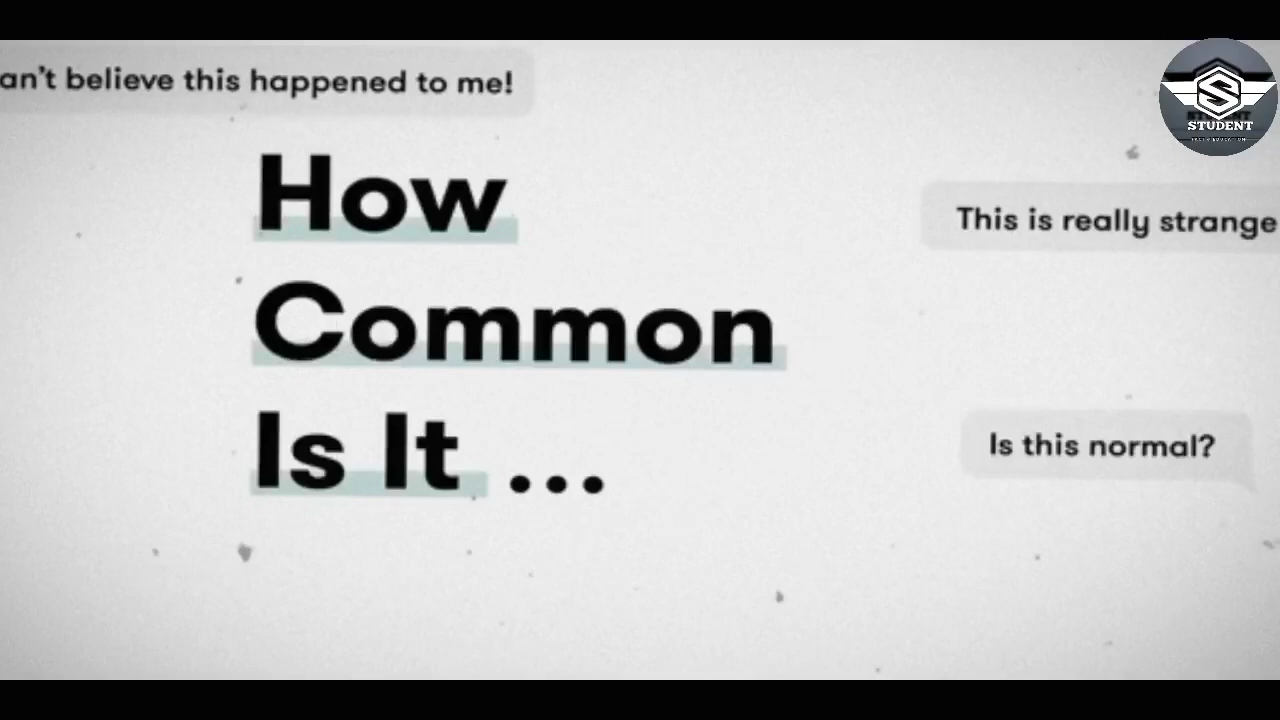 an't believe this happened to me!
How
This is really strange
Common
Is It ...
Is this normal?
STUDENT